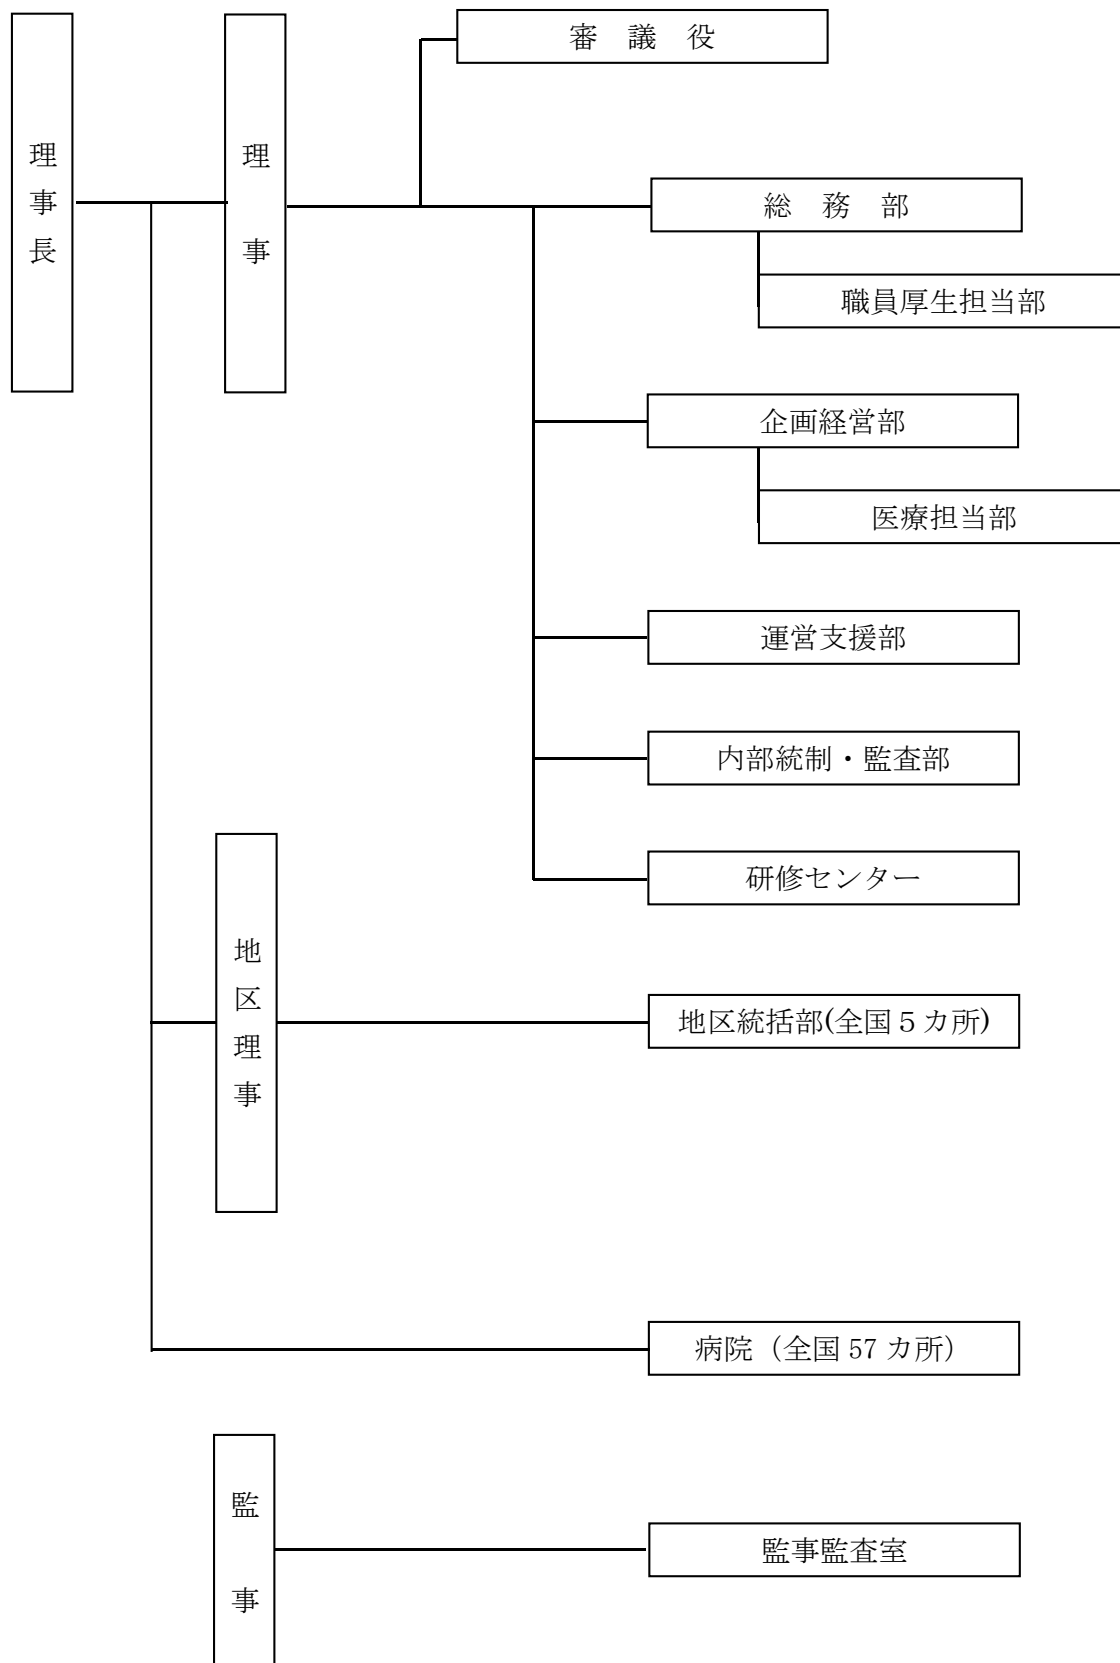 理事長
理事
審議役
総務部
職員厚生担当部
企画経営部
医療担当部
運営支援部
内部統制・監査部
研修センター
地区理事
地区統括部(全国５カ所)
病院（全国 57 カ所）
監事
監事監査室